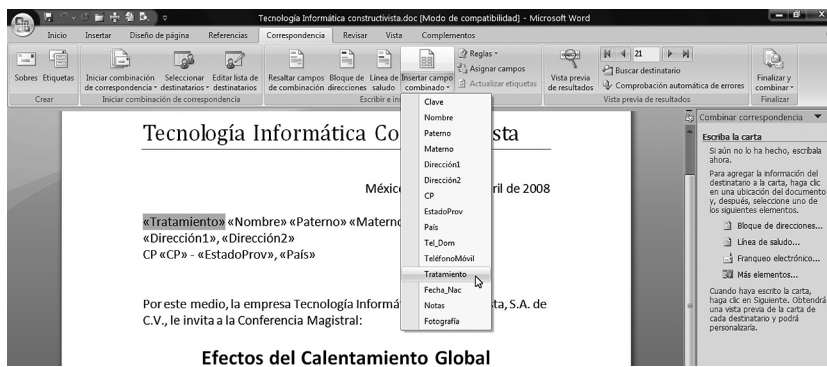 Tecnología Informática constructivista.doc [Modo de compatibilidad] - Microsoft Word
Inicio Insertar Diseño de página Referencias Correspondencia Revisar Vista Complementos
Sobres Etiquetas
Crear
Iniciar combinación de correspondencia
Seleccionar destinatarios
Editar lista de destinatarios
Iniciar combinación de correspondencia
Resaltar campos de combinación
Bloque de direcciones
Línea de saludo
Insertar campo combinado
Reglas
Asignar campos
Actualizar etiquetas
Escribir e ins
Vista previa de resultados
21
Buscar destinatario
Comprobación automática de errores
Vista previa de resultados
Finalizar y combinar
Finalizar
Clave
Nombre
Paterno
Materno
Dirección1
Dirección2
CP
EstadoProv
País
Tel_Dom
TeléfonoMóvil
Tratamiento
Fecha_Nac
Notas
Fotografía
Tecnología Informática Co sta
México ril de 2008
«Tratamiento» «Nombre» «Paterno» «Materno
«Dirección1», «Dirección2»
CP «CP» - «EstadoProv», «País»
Por este medio, la empresa Tecnología Informá ta, S.A. de
C.V., le invita a la Conferencia Magistral:
Efectos del Calentamiento Global
Combinar correspondencia
Escriba la carta
Si aún no lo ha hecho, escríbala
ahora.
Para agregar la información del
destinatario a la carta, haga clic
en una ubicación del documento
y, después, seleccione uno de
los siguientes elementos.
Bloque de direcciones...
Línea de saludo...
Franqueo electrónico...
Más elementos...
Cuando haya escrito la carta,
haga clic en Siguiente. Obtendrá
una vista previa de la carta de
cada destinatario y podrá
personalizarla.